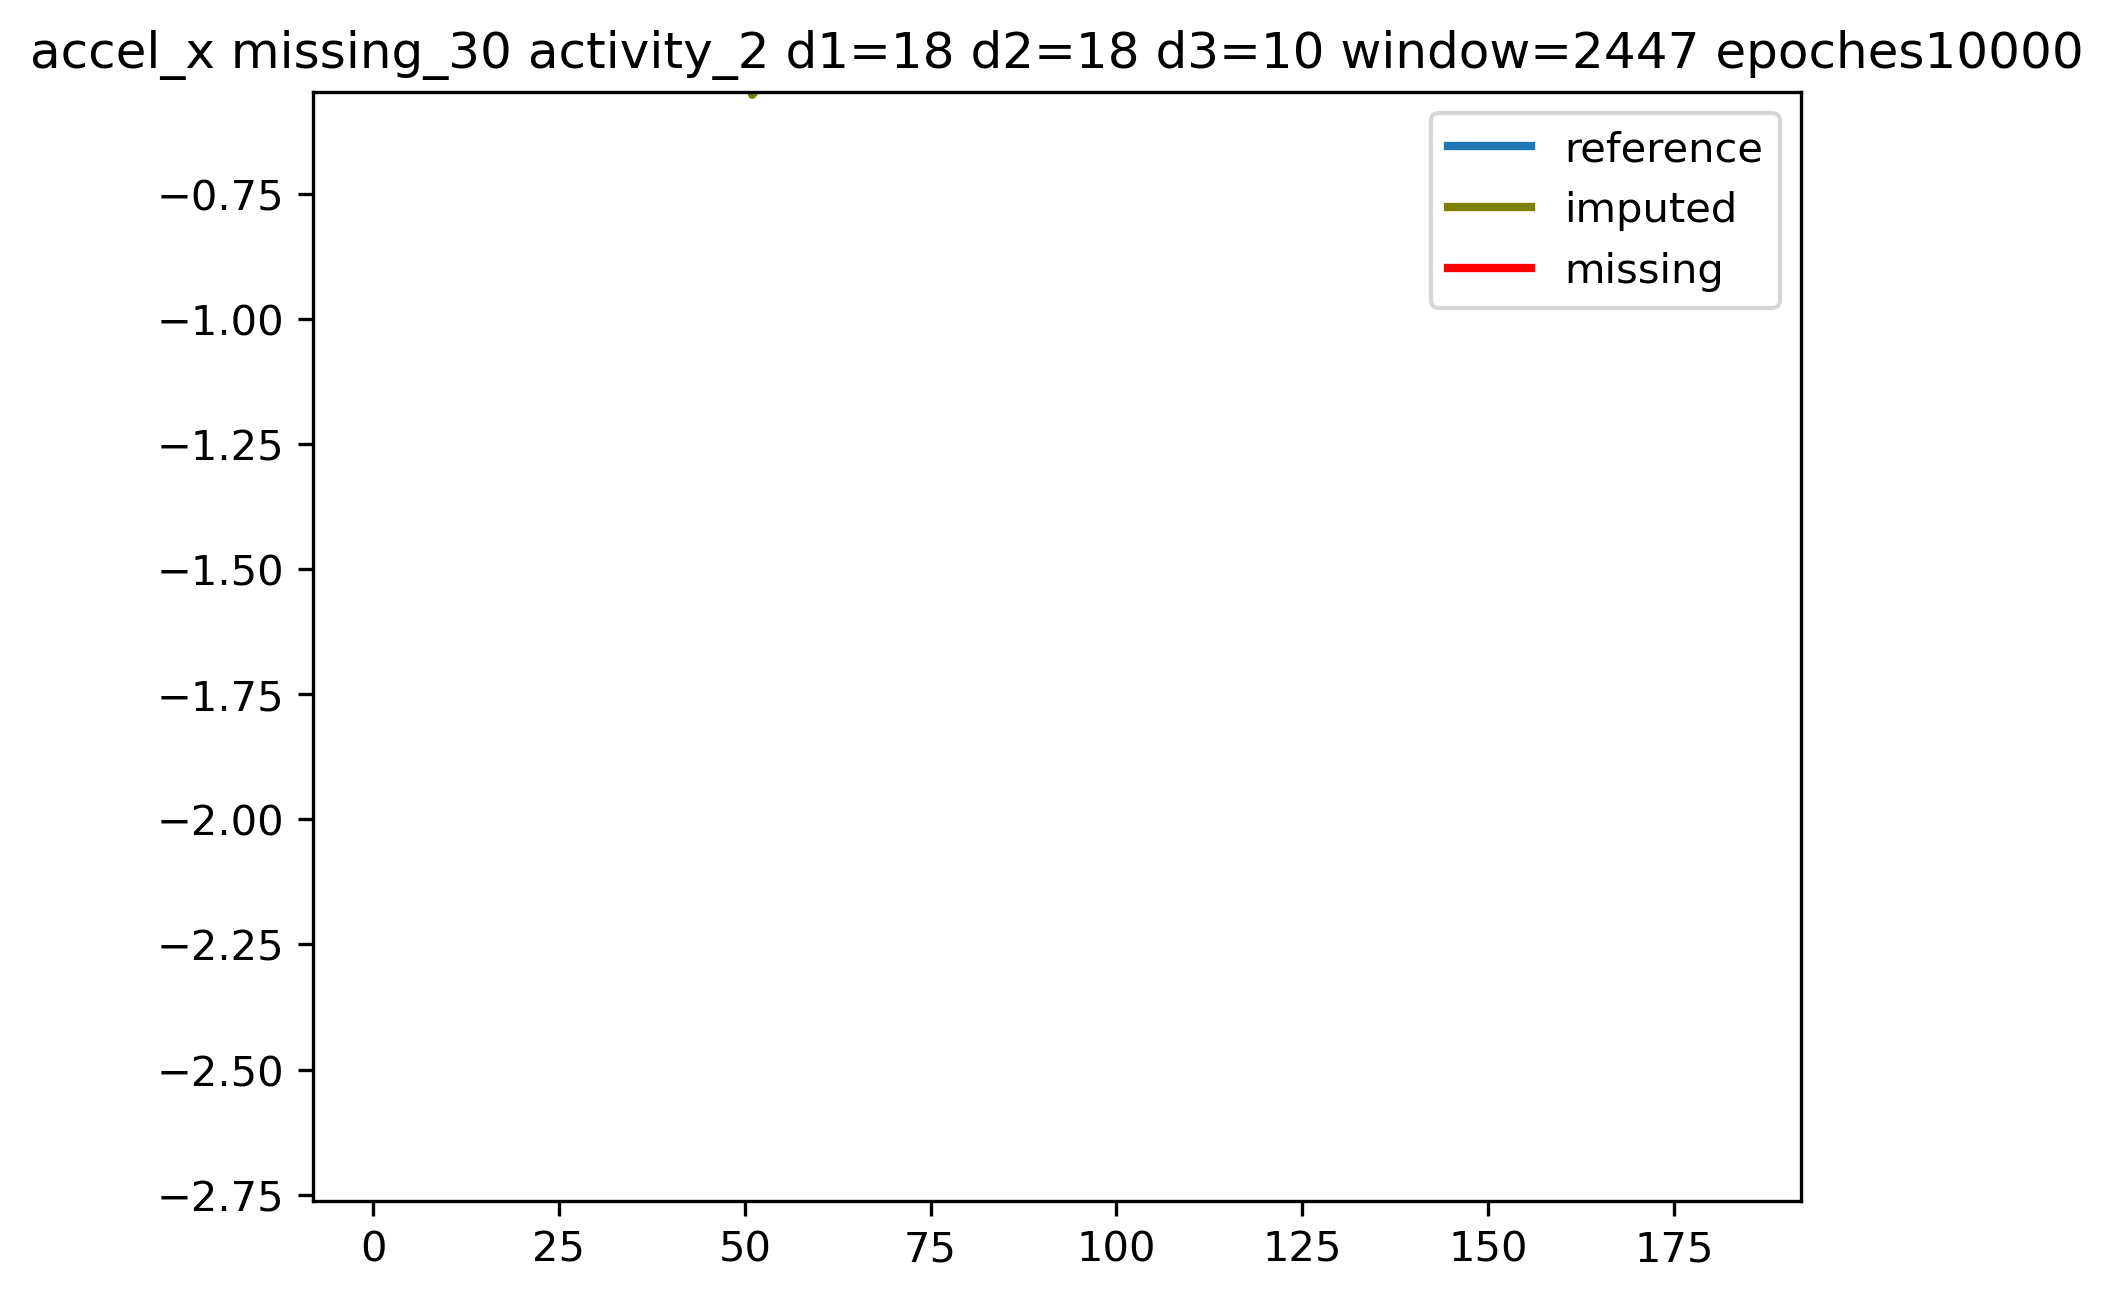 accel_x missing_30 activity_2 d1=18 d2=18 d3=10 window=2447 epoches10000
reference
imputed
missing
−0.75
−1.00
−1.25
−1.50
−1.75
−2.00
−2.25
−2.50
−2.75
0 25 50 75 100 125 150 175